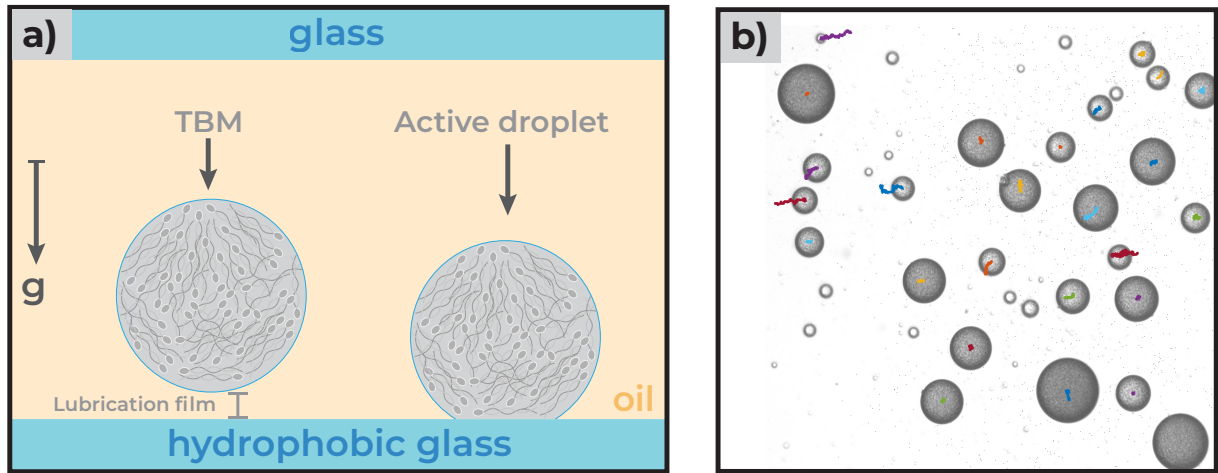 a)
glass
TBM
Active droplet
g
Lubrication film
oil
hydrophobic glass
b)